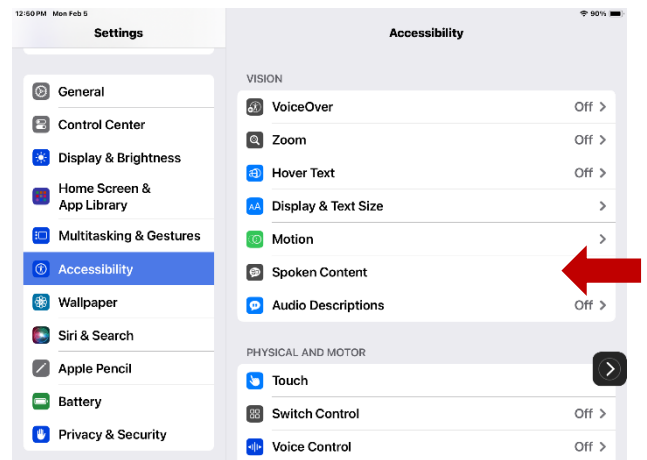 12:50 PM Mon Feb 5
90%
Settings
Accessibility
General
Control Center
Display & Brightness
Home Screen &
App Library
Multitasking & Gestures
Accessibility
Wallpaper
Siri & Search
Apple Pencil
Battery
Privacy & Security
VISION
VoiceOver Off
Zoom Off
Hover Text Off
Display & Text Size
Motion
Spoken Content
Audio Descriptions Off
PHYSICAL AND MOTOR
Touch
Switch Control Off
Voice Control Off